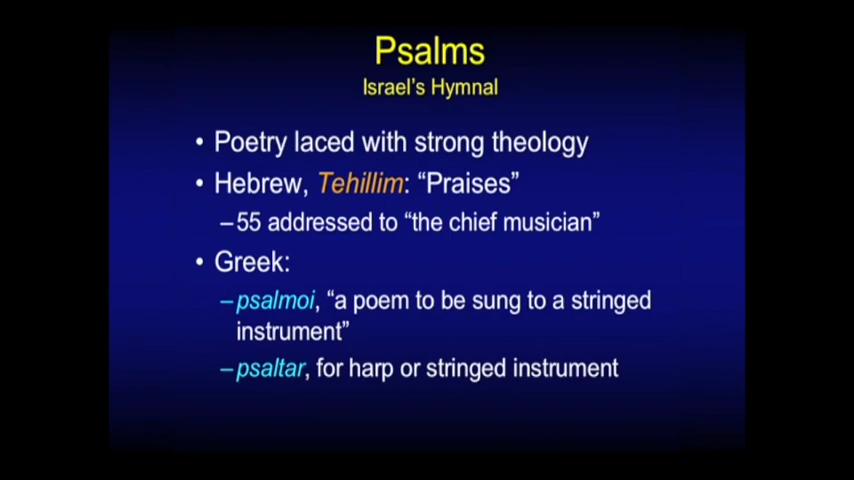 Psalms
Israel's Hymnal
• Poetry laced with strong theology
• Hebrew, Tehillim: “Praises”
–55 addressed to “the chief musician”
• Greek:
–psalmoi, “a poem to be sung to a stringed
instrument”
–psaltar, for harp or stringed instrument